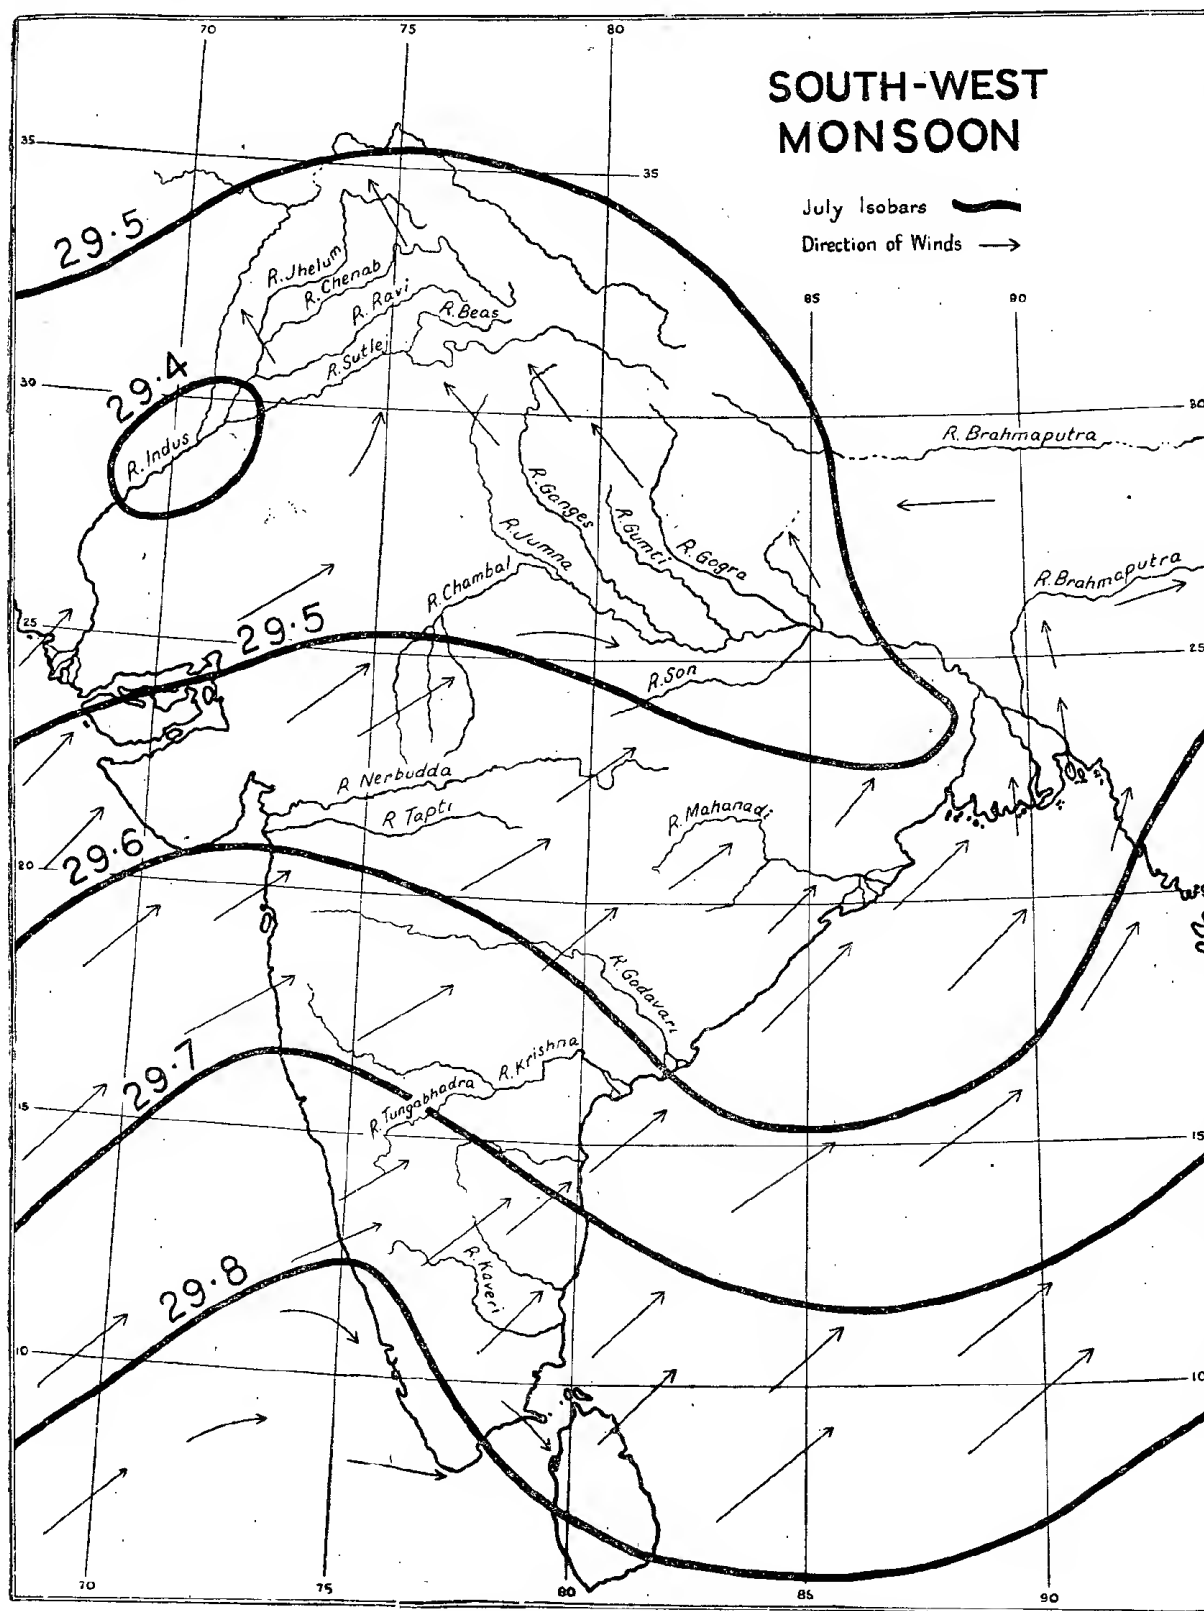 70 75 80
SOUTH-WEST
MONSOON
35
35
July Isobars
Direction of Winds
29.5
R. Jhelum
R. Chenab
R. Ravi
R. Beas
R. Sutlej
85 90
29.4
30
30
R. Indus
R. Brahmaputra
R. Ganges
R. Gumti
R. Jumna
R. Gogra
R. Chambal
R. Brahmaputra
25
29.5
25
R. Son
R. Nerbudda
R. Tapti
R. Mahanadi
29.6
20
R. Godavari
29.7
R. Krishna
R. Tungabhadra
15
15
R. Kaveri
29.8
10
10
70 75 80 85 90